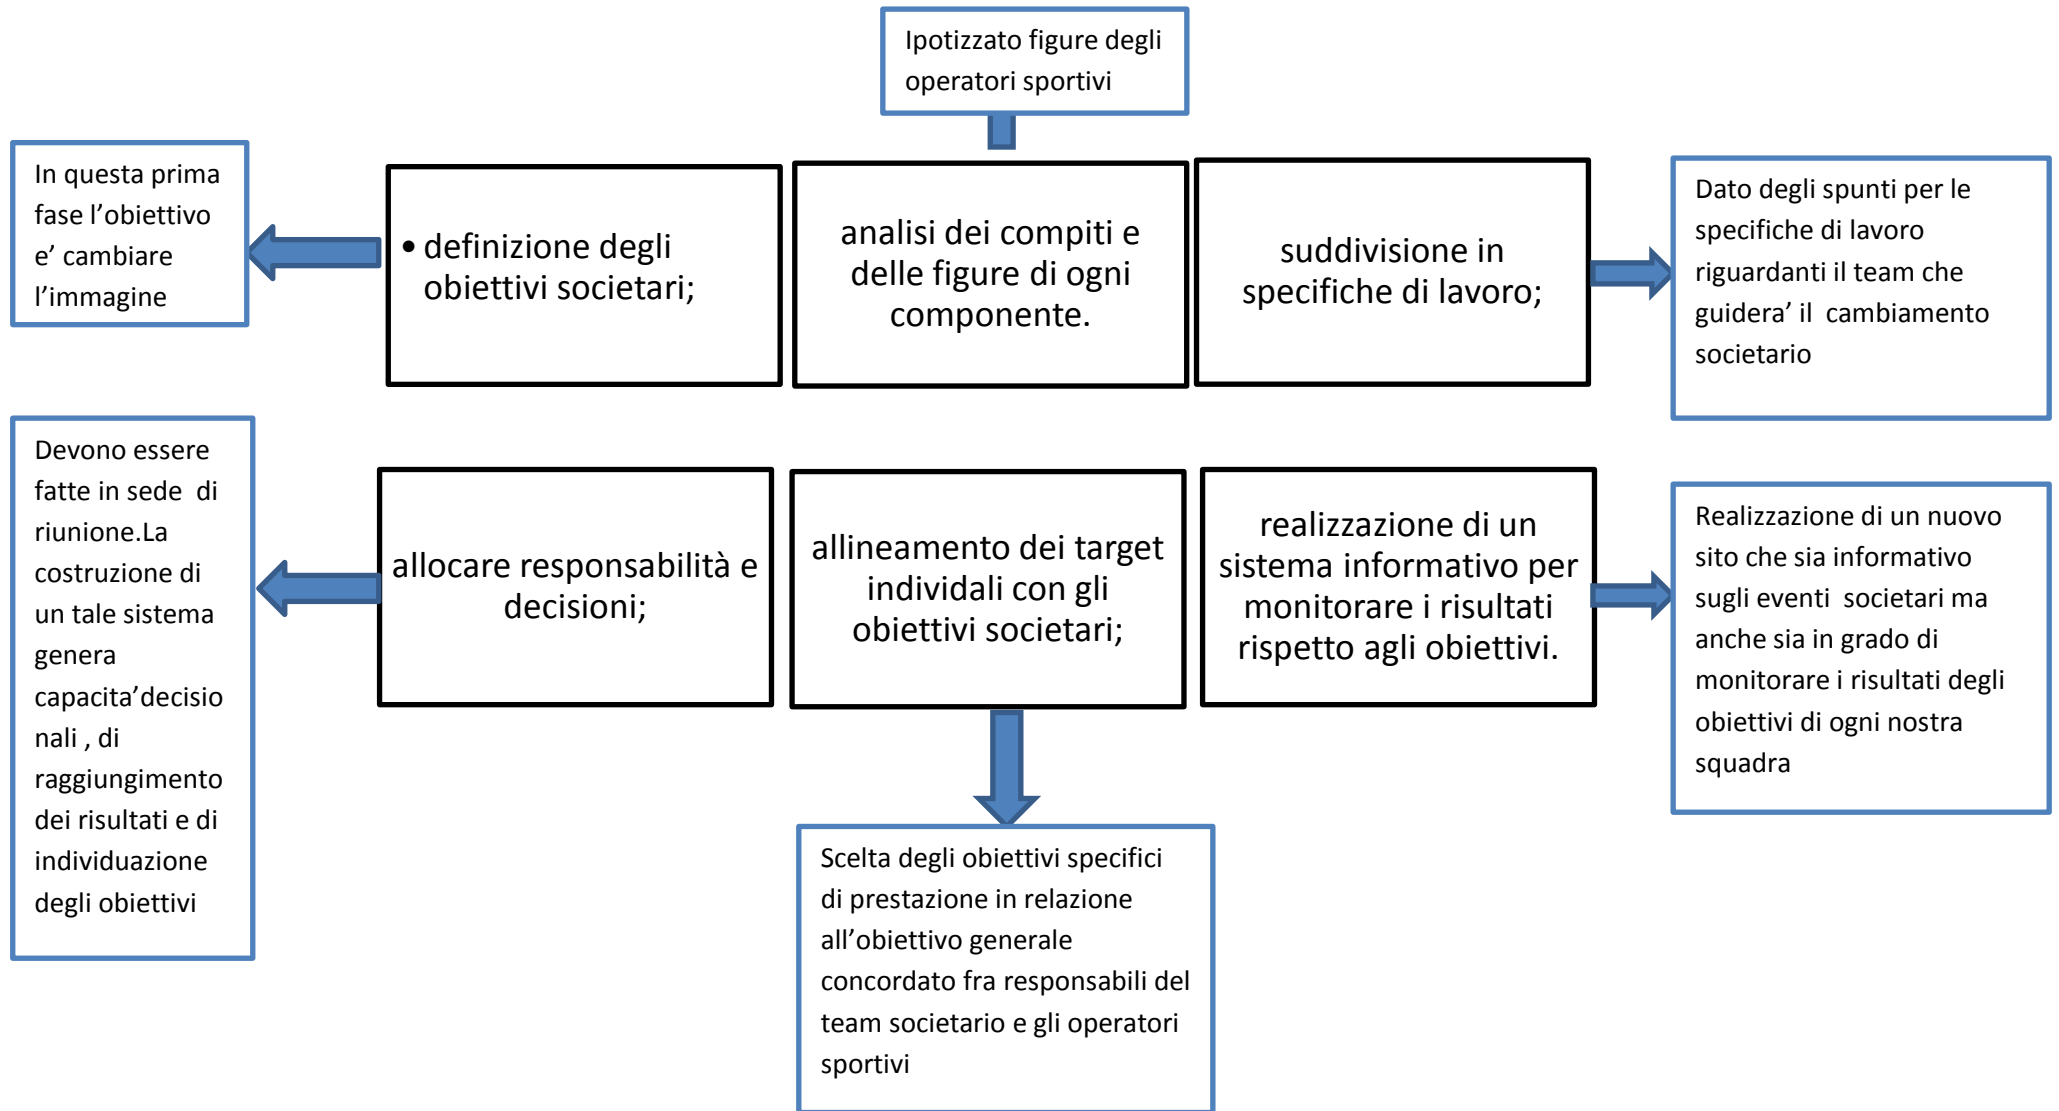 Ipotizzato figure degli
operatori sportivi
In questa prima
fase l’obiettivo
e’ cambiare
l’immagine
• definizione degli
obiettivi societari;
analisi dei compiti e
delle figure di ogni
componente.
suddivisione in
specifiche di lavoro;
Dato degli spunti per le
specifiche di lavoro
riguardanti il team che
guidera’ il  cambiamento
societario
Devono essere
fatte in sede  di
riunione.La
costruzione di
un tale sistema
genera
capacita’decisio
nali , di
raggiungimento
dei risultati e di
individuazione
degli obiettivi
allocare responsabilità e
decisioni;
allineamento dei target
individali con gli
obiettivi societari;
realizzazione di un
sistema informativo per
monitorare i risultati
rispetto agli obiettivi.
Realizzazione di un nuovo
sito che sia informativo
sugli eventi  societari ma
anche sia in grado di
monitorare i risultati degli
obiettivi di ogni nostra
squadra
Scelta degli obiettivi specifici
di prestazione in relazione
all’obiettivo generale
concordato fra responsabili del
team societario e gli operatori
sportivi